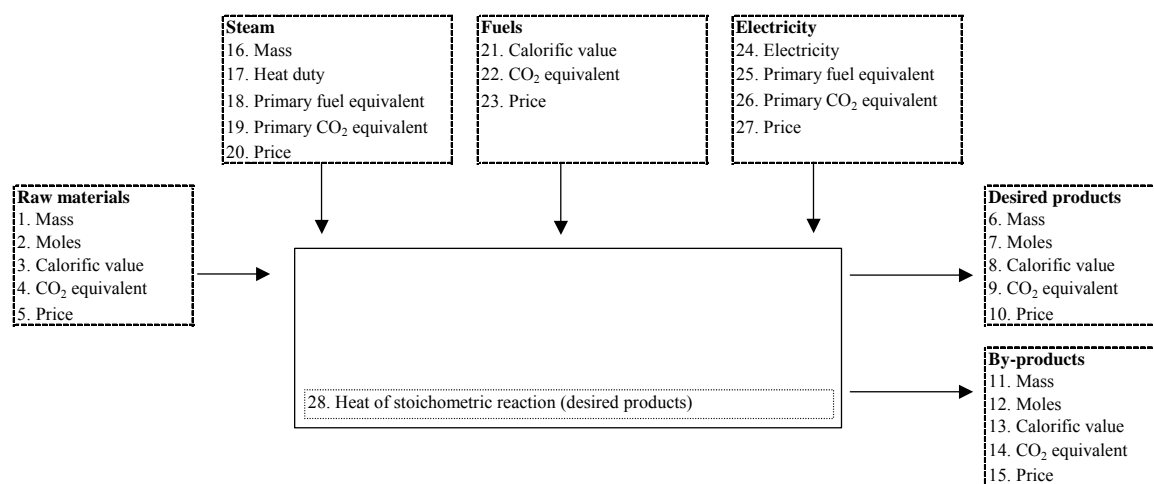 Steam
16. Mass
17. Heat duty
18. Primary fuel equivalent
19. Primary CO₂ equivalent
20. Price
Fuels
21. Calorific value
22. CO₂ equivalent
23. Price
Electricity
24. Electricity
25. Primary fuel equivalent
26. Primary CO₂ equivalent
27. Price
Raw materials
1. Mass
2. Moles
3. Calorific value
4. CO₂ equivalent
5. Price
Desired products
6. Mass
7. Moles
8. Calorific value
9. CO₂ equivalent
10. Price
28. Heat of stoichometric reaction (desired products)
By-products
11. Mass
12. Moles
13. Calorific value
14. CO₂ equivalent
15. Price